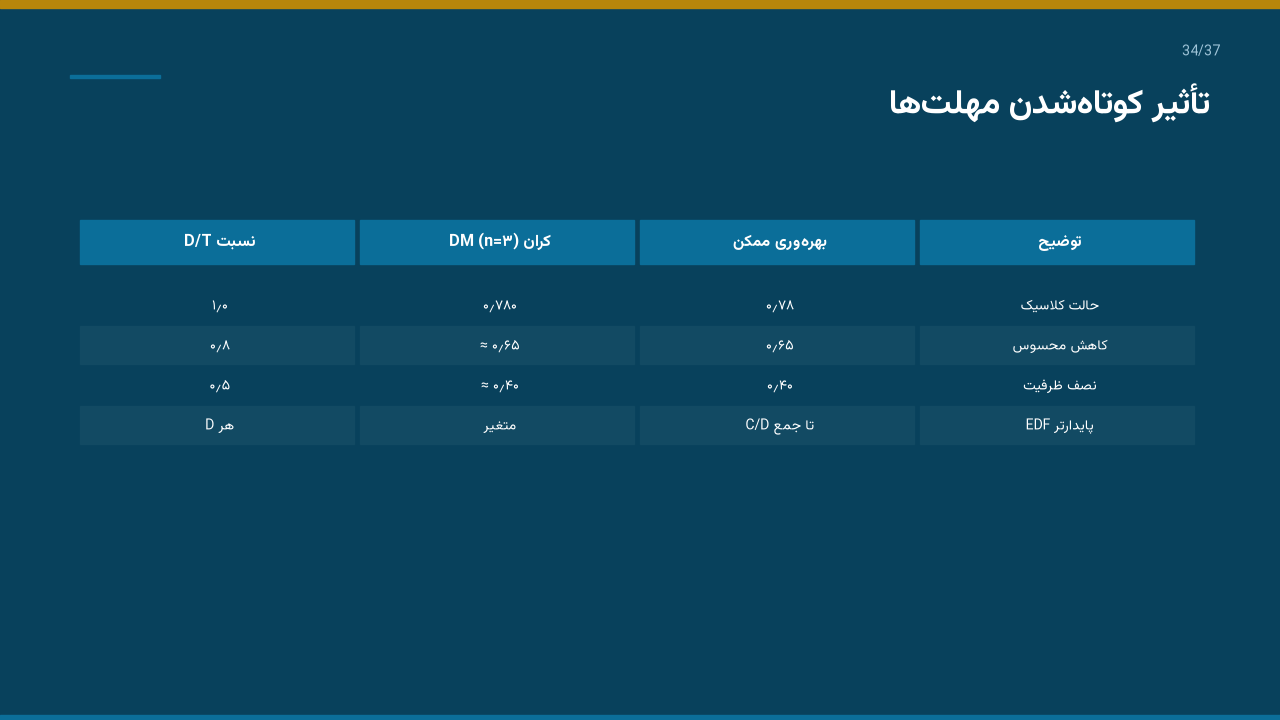 34/37
تأثیر کوتاه‌شدن مهلت‌ها
توضیح	بهره‌وری ممکن	کران DM (n=۳)	نسبت D/T
حالت کلاسیک	۰٫۷۸	۰٫۷۸۰	۱٫۰
کاهش محسوس	۰٫۶۵	≈ ۰٫۶۵	۰٫۸
نصف ظرفیت	۰٫۴۰	≈ ۰٫۴۰	۰٫۵
پایدارتر EDF	تا جمع C/D	متغیر	هر D